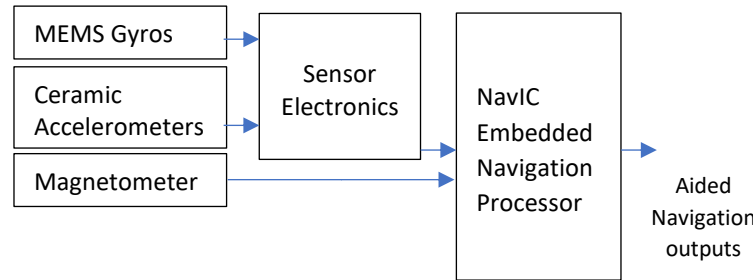 MEMS Gyros
Ceramic
Accelerometers
Magnetometer
Sensor
Electronics
NavIC
Embedded
Navigation
Processor
Aided
Navigation
outputs